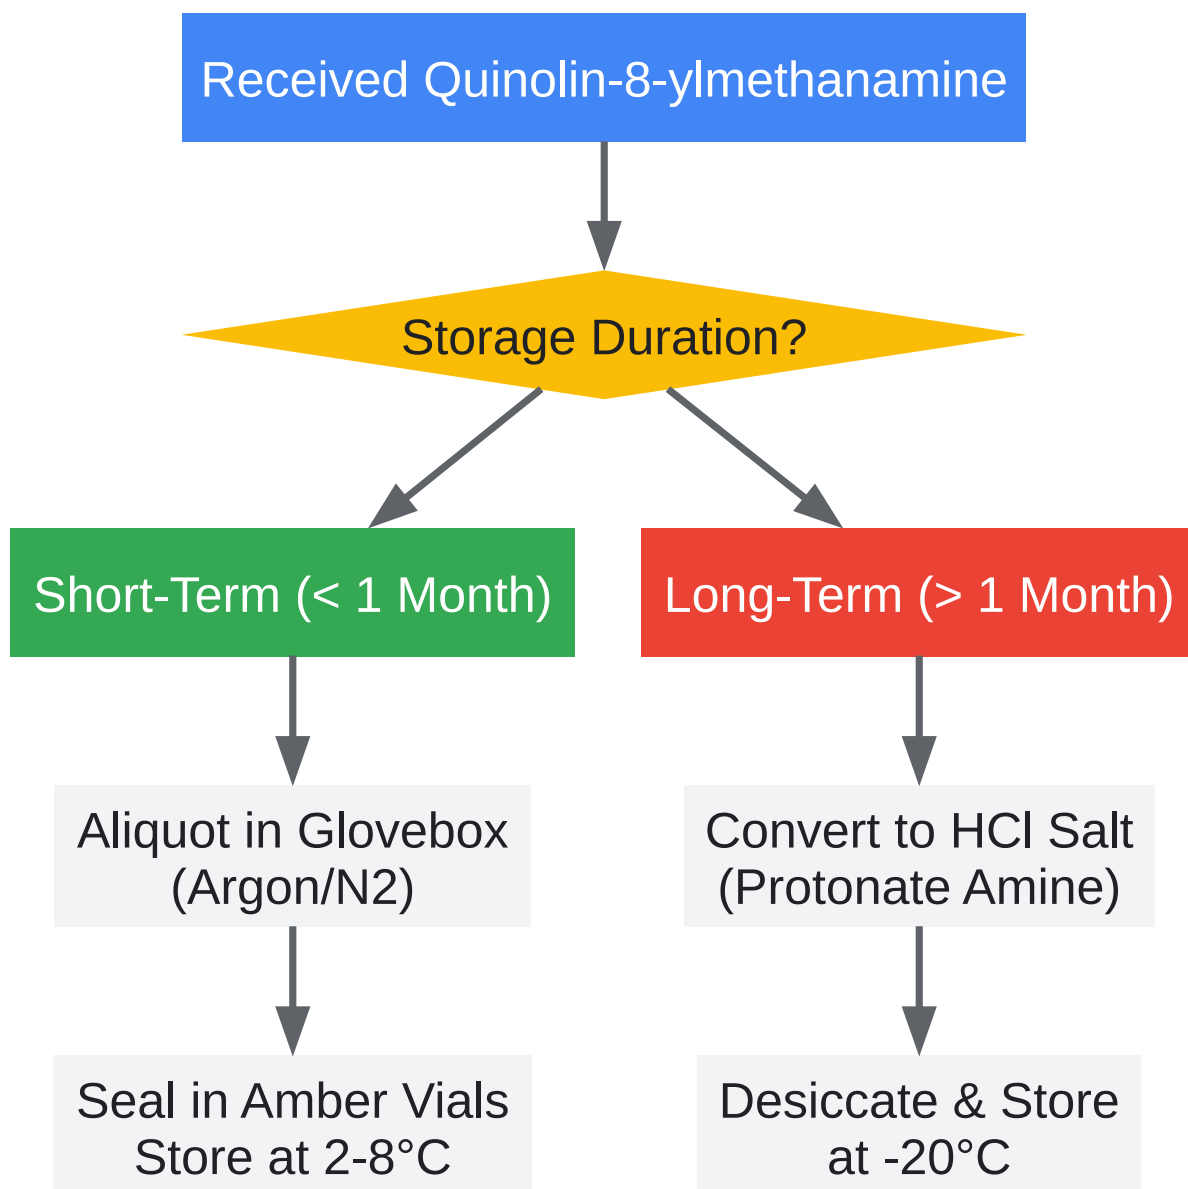 Received Quinolin-8-ylmethanamine
Storage Duration?
Short-Term (< 1 Month)
Long-Term (> 1 Month)
Aliquot in Glovebox
(Argon/N2)
Convert to HCl Salt
(Protonate Amine)
Seal in Amber Vials
Store at 2-8°C
Desiccate & Store
at -20°C